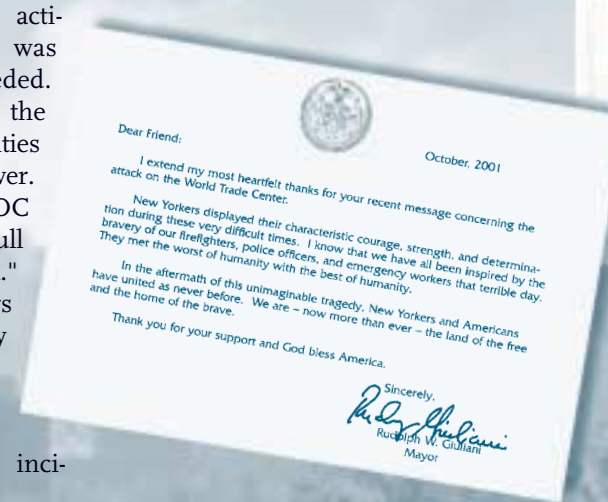 acti-
was
eded.
the
ties
ver.
OC
ull
."
rs
y
inci-
Dear Friend:
October, 2001
I extend my most heartfelt thanks for your recent message concerning the
attack on the World Trade Center.
New Yorkers displayed their characteristic courage, strength, and determina-
tion during these very difficult times. I know that we have all been inspired by the
bravery of our firefighters, police officers, and emergency workers that terrible day.
They met the worst of humanity with the best of humanity.
In the aftermath of this unimaginable tragedy, New Yorkers and Americans
have united as never before. We are – now more than ever – the land of the free
and the home of the brave.
Thank you for your support and God bless America.
Sincerely,
Rudy Giuliani
Rudolph W. Giuliani
Mayor